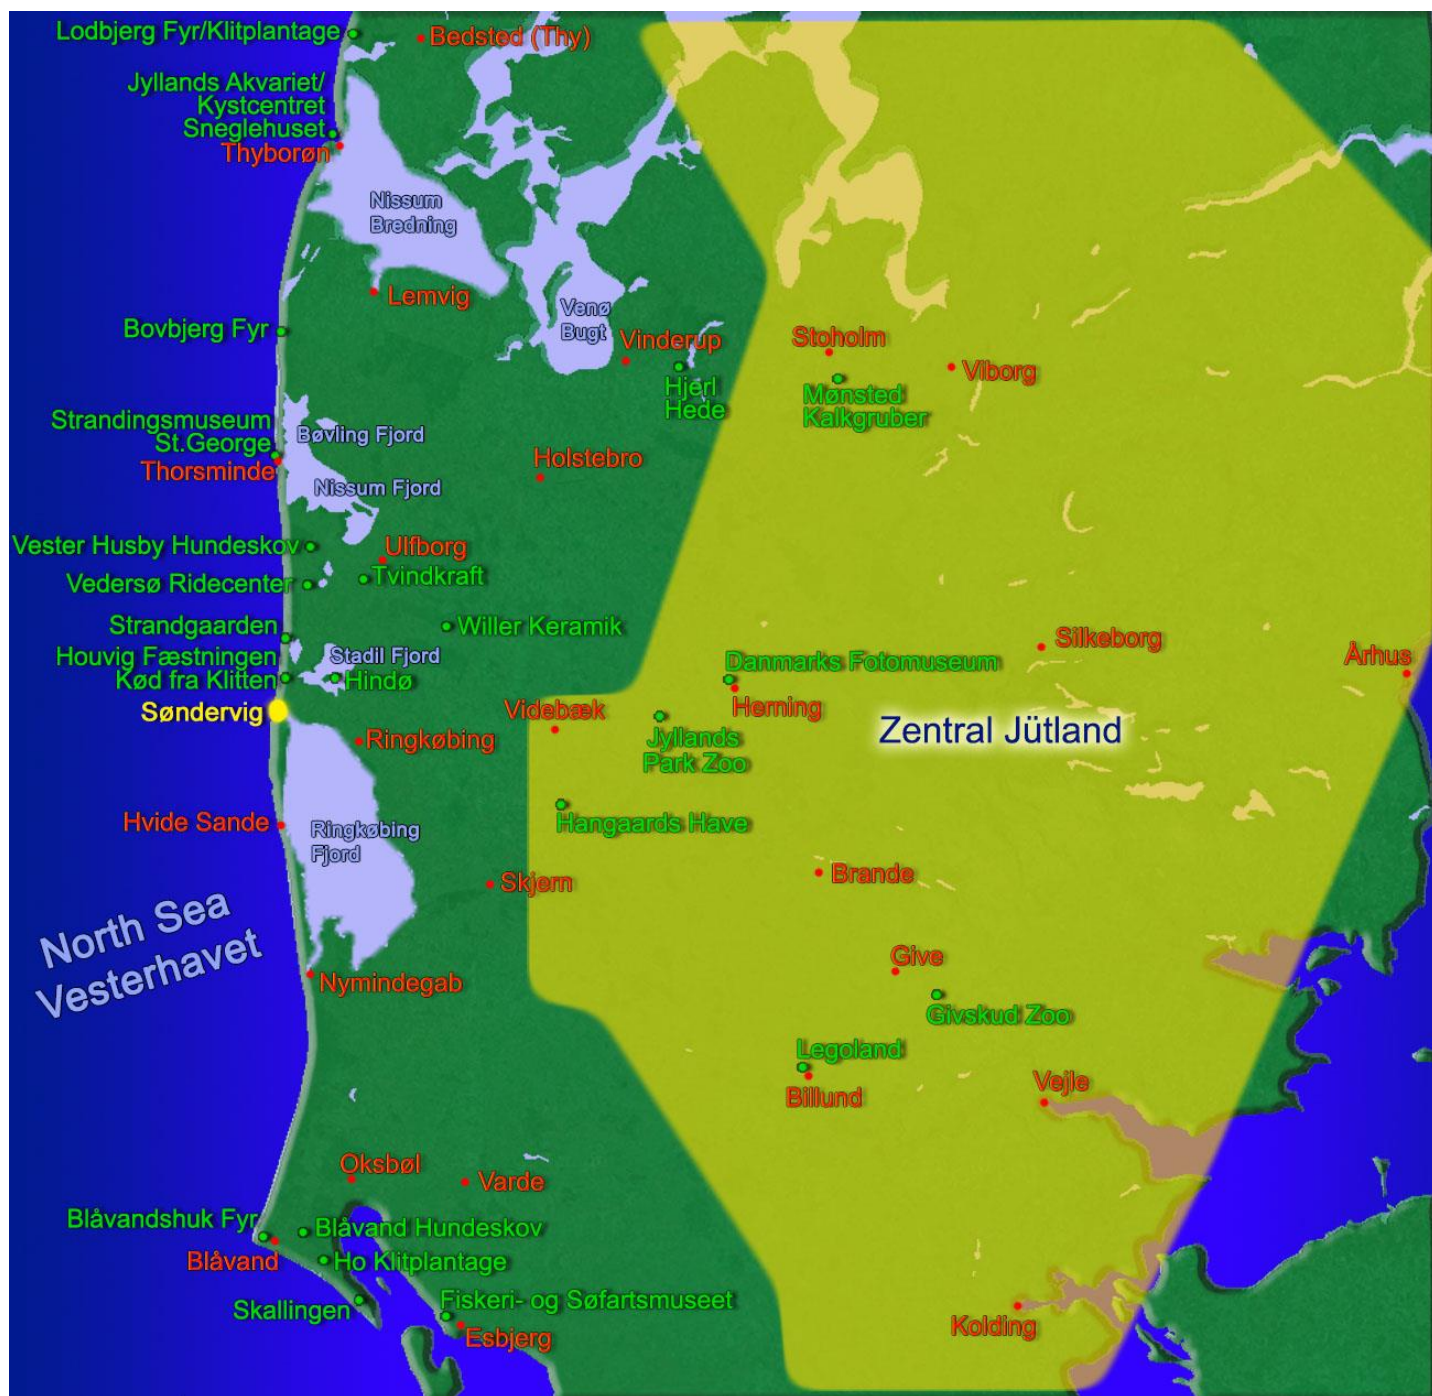 Lodbjerg Fyr/Klitplantage
Bedsted (Thy)
Jyllands Akvariet/
Kystcentret
Sneglehuset
Thyborøn
Nissum
Bredning
Lemvig
Venø
Bugt
Bovbjerg Fyr
Vinderup
Hjerl
Hede
Stoholm
Mønsted
Kalkgruber
Viborg
Strandingsmuseum
St.George
Thorsminde
Bøvling Fjord
Nissum Fjord
Holstebro
Vester Husby Hundeskov
Ulfborg
Tvindkraft
Vedersø Ridecenter
Strandgaarden
Willer Keramik
Houvig Fæstningen
Stadil Fjord
Kød fra Klitten
Hindø
Søndervig
Danmarks Fotomuseum
Herning
Silkeborg
Århus
Videbæk
Jyllands
Park Zoo
Zentral Jütland
Ringkøbing
Hvide Sande
Ringkøbing
Fjord
Hangaards Have
Skjern
Brande
North Sea
Vesterhavet
Nymindegab
Give
Givskud Zoo
Legoland
Billund
Vejle
Oksbøl
Varde
Blåvandshuk Fyr
Blåvand Hundeskov
Blåvand
Ho Klitplantage
Skallingen
Fiskeri- og Søfartsmuseet
Esbjerg
Kolding